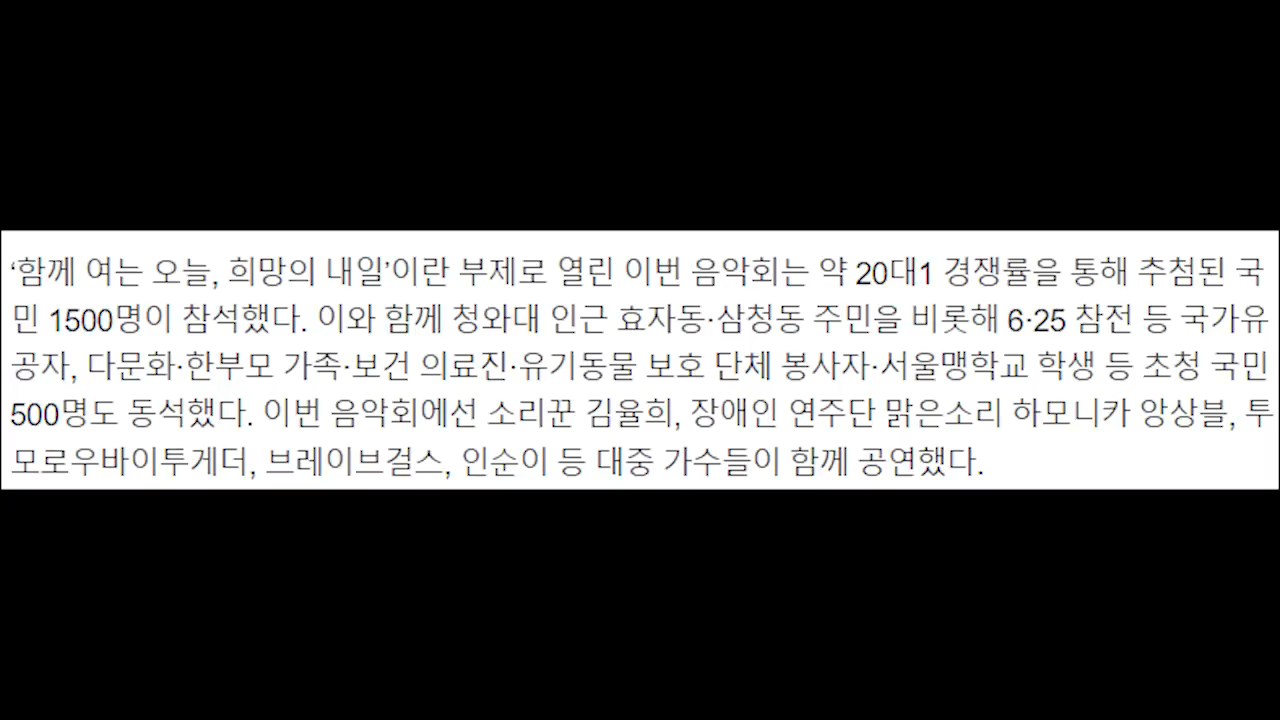 ‘함께 여는 오늘, 희망의 내일’이란 부제로 열린 이번 음악회는 약 20대1 경쟁률을 통해 추첨된 국
민 1500명이 참석했다. 이와 함께 청와대 인근 효자동·삼청동 주민을 비롯해 6·25 참전 등 국가유
공자, 다문화·한부모 가족·보건 의료진·유기동물 보호 단체 봉사자·서울맹학교 학생 등 초청 국민
500명도 동석했다. 이번 음악회에선 소리꾼 김율희, 장애인 연주단 맑은소리 하모니카 앙상블, 투
모로우바이투게더, 브레이브걸스, 인순이 등 대중 가수들이 함께 공연했다.